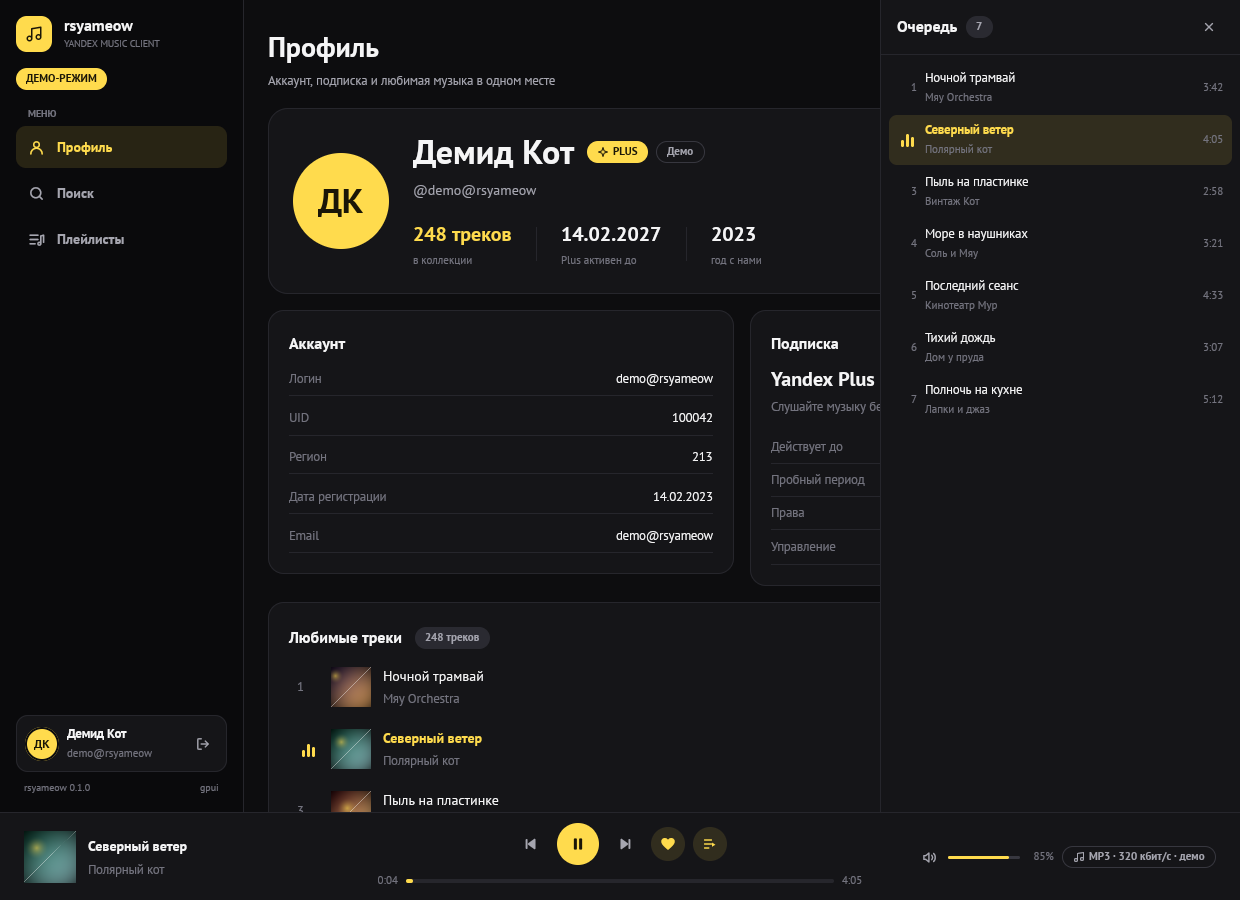 rsyameow
YANDEX MUSIC CLIENT
ДЕМО-РЕЖИМ
МЕНЮ
Профиль
Поиск
Плейлисты
Демид Кот
ДК
demo@rsyameow
rsyameow 0.1.0
gpui
Профиль
Аккаунт, подписка и любимая музыка в одном месте
ДК
Демид Кот
PLUS
Демо
@demo@rsyameow
248 треков
в коллекции
14.02.2027
Plus активен до
2023
год с нами
Аккаунт
Логин
demo@rsyameow
UID
100042
Регион
213
Дата регистрации
14.02.2023
Email
demo@rsyameow
Подписка
Yandex Plus
Слушайте музыку бе
Действует до
Пробный период
Права
Управление
Любимые треки
248 треков
1
Ночной трамвай
Мяу Orchestra
Северный ветер
Полярный кот
3
Пыль на пластинке
Очередь
7
1
Ночной трамвай
Мяу Orchestra
3:42
Северный ветер
Полярный кот
4:05
3
Пыль на пластинке
Винтаж Кот
2:58
4
Море в наушниках
Соль и Мяу
3:21
5
Последний сеанс
Кинотеатр Мур
4:33
6
Тихий дождь
Дом у пруда
3:07
7
Полночь на кухне
Лапки и джаз
5:12
Северный ветер
Полярный кот
0:04
4:05
85%
MP3 · 320 кбит/с · демо